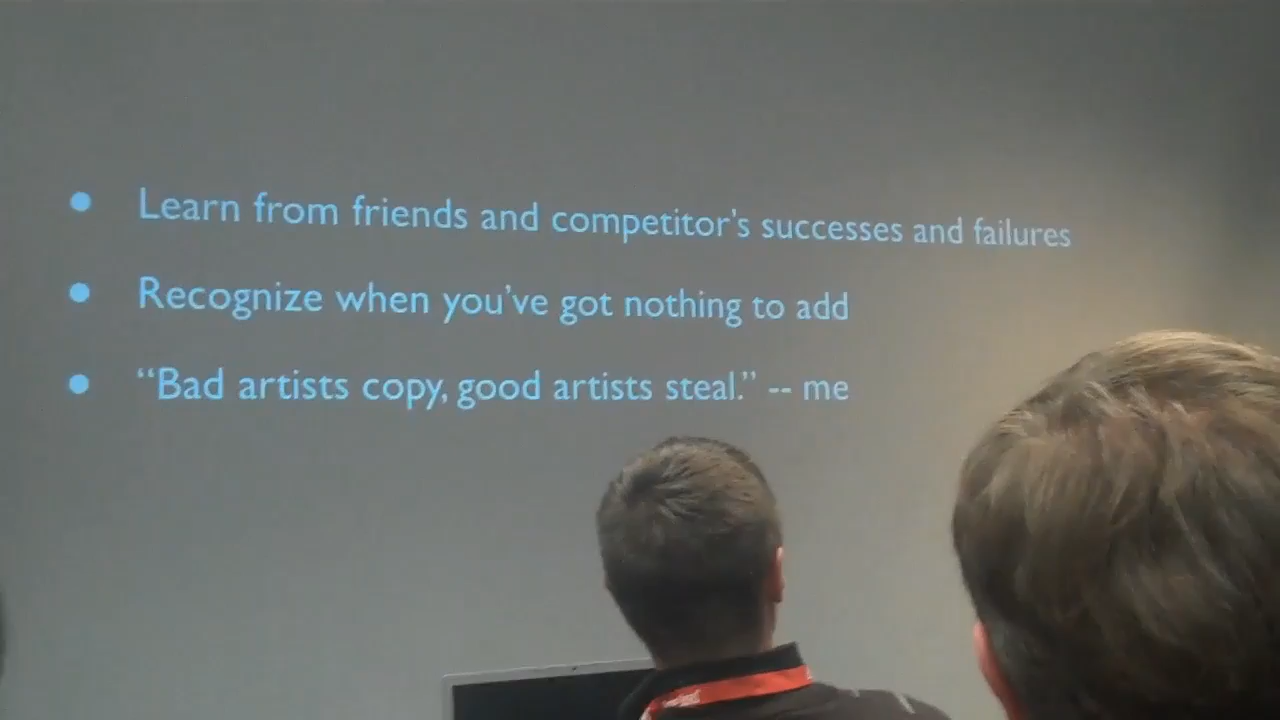 • Learn from friends and competitor's successes and failures
• Recognize when you've got nothing to add
• “Bad artists copy, good artists steal.” -- me